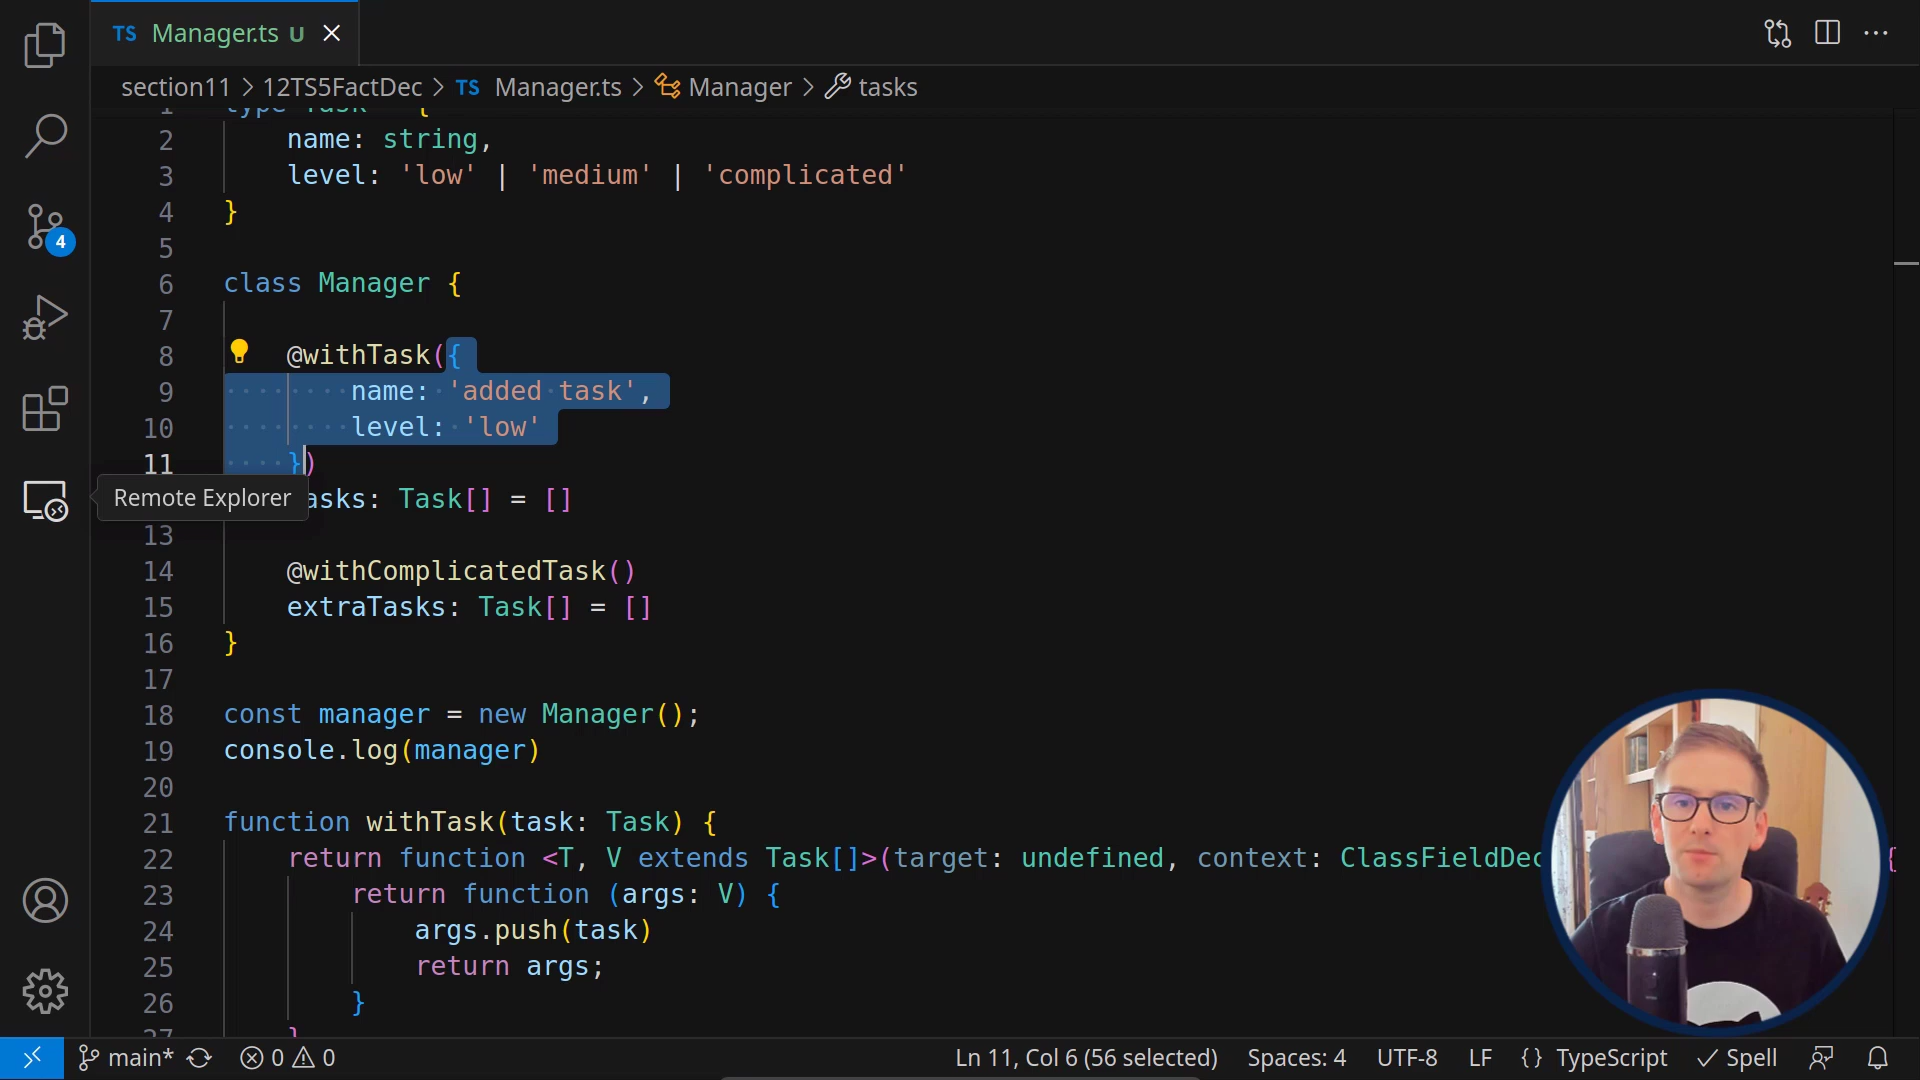 TS Manager.ts U
section11 > 12TS5FactDec > TS Manager.ts > Manager > tasks
1 type Task = {
2 name: string,
3 level: 'low' | 'medium' | 'complicated'
4 }
5
6 class Manager {
7
8 @withTask({
9 name: 'added task',
10 level: 'low'
11 })
Remote Explorer asks: Task[] = []
13
14 @withComplicatedTask()
15 extraTasks: Task[] = []
16 }
17
18 const manager = new Manager();
19 console.log(manager)
20
21 function withTask(task: Task) {
22 return function <T, V extends Task[]>(target: undefined, context: ClassFieldDec {
23 return function (args: V) {
24 args.push(task)
25 return args;
26 }
27 }
4
main* 0 0 Ln 11, Col 6 (56 selected) Spaces: 4 UTF-8 LF {} TypeScript Spell